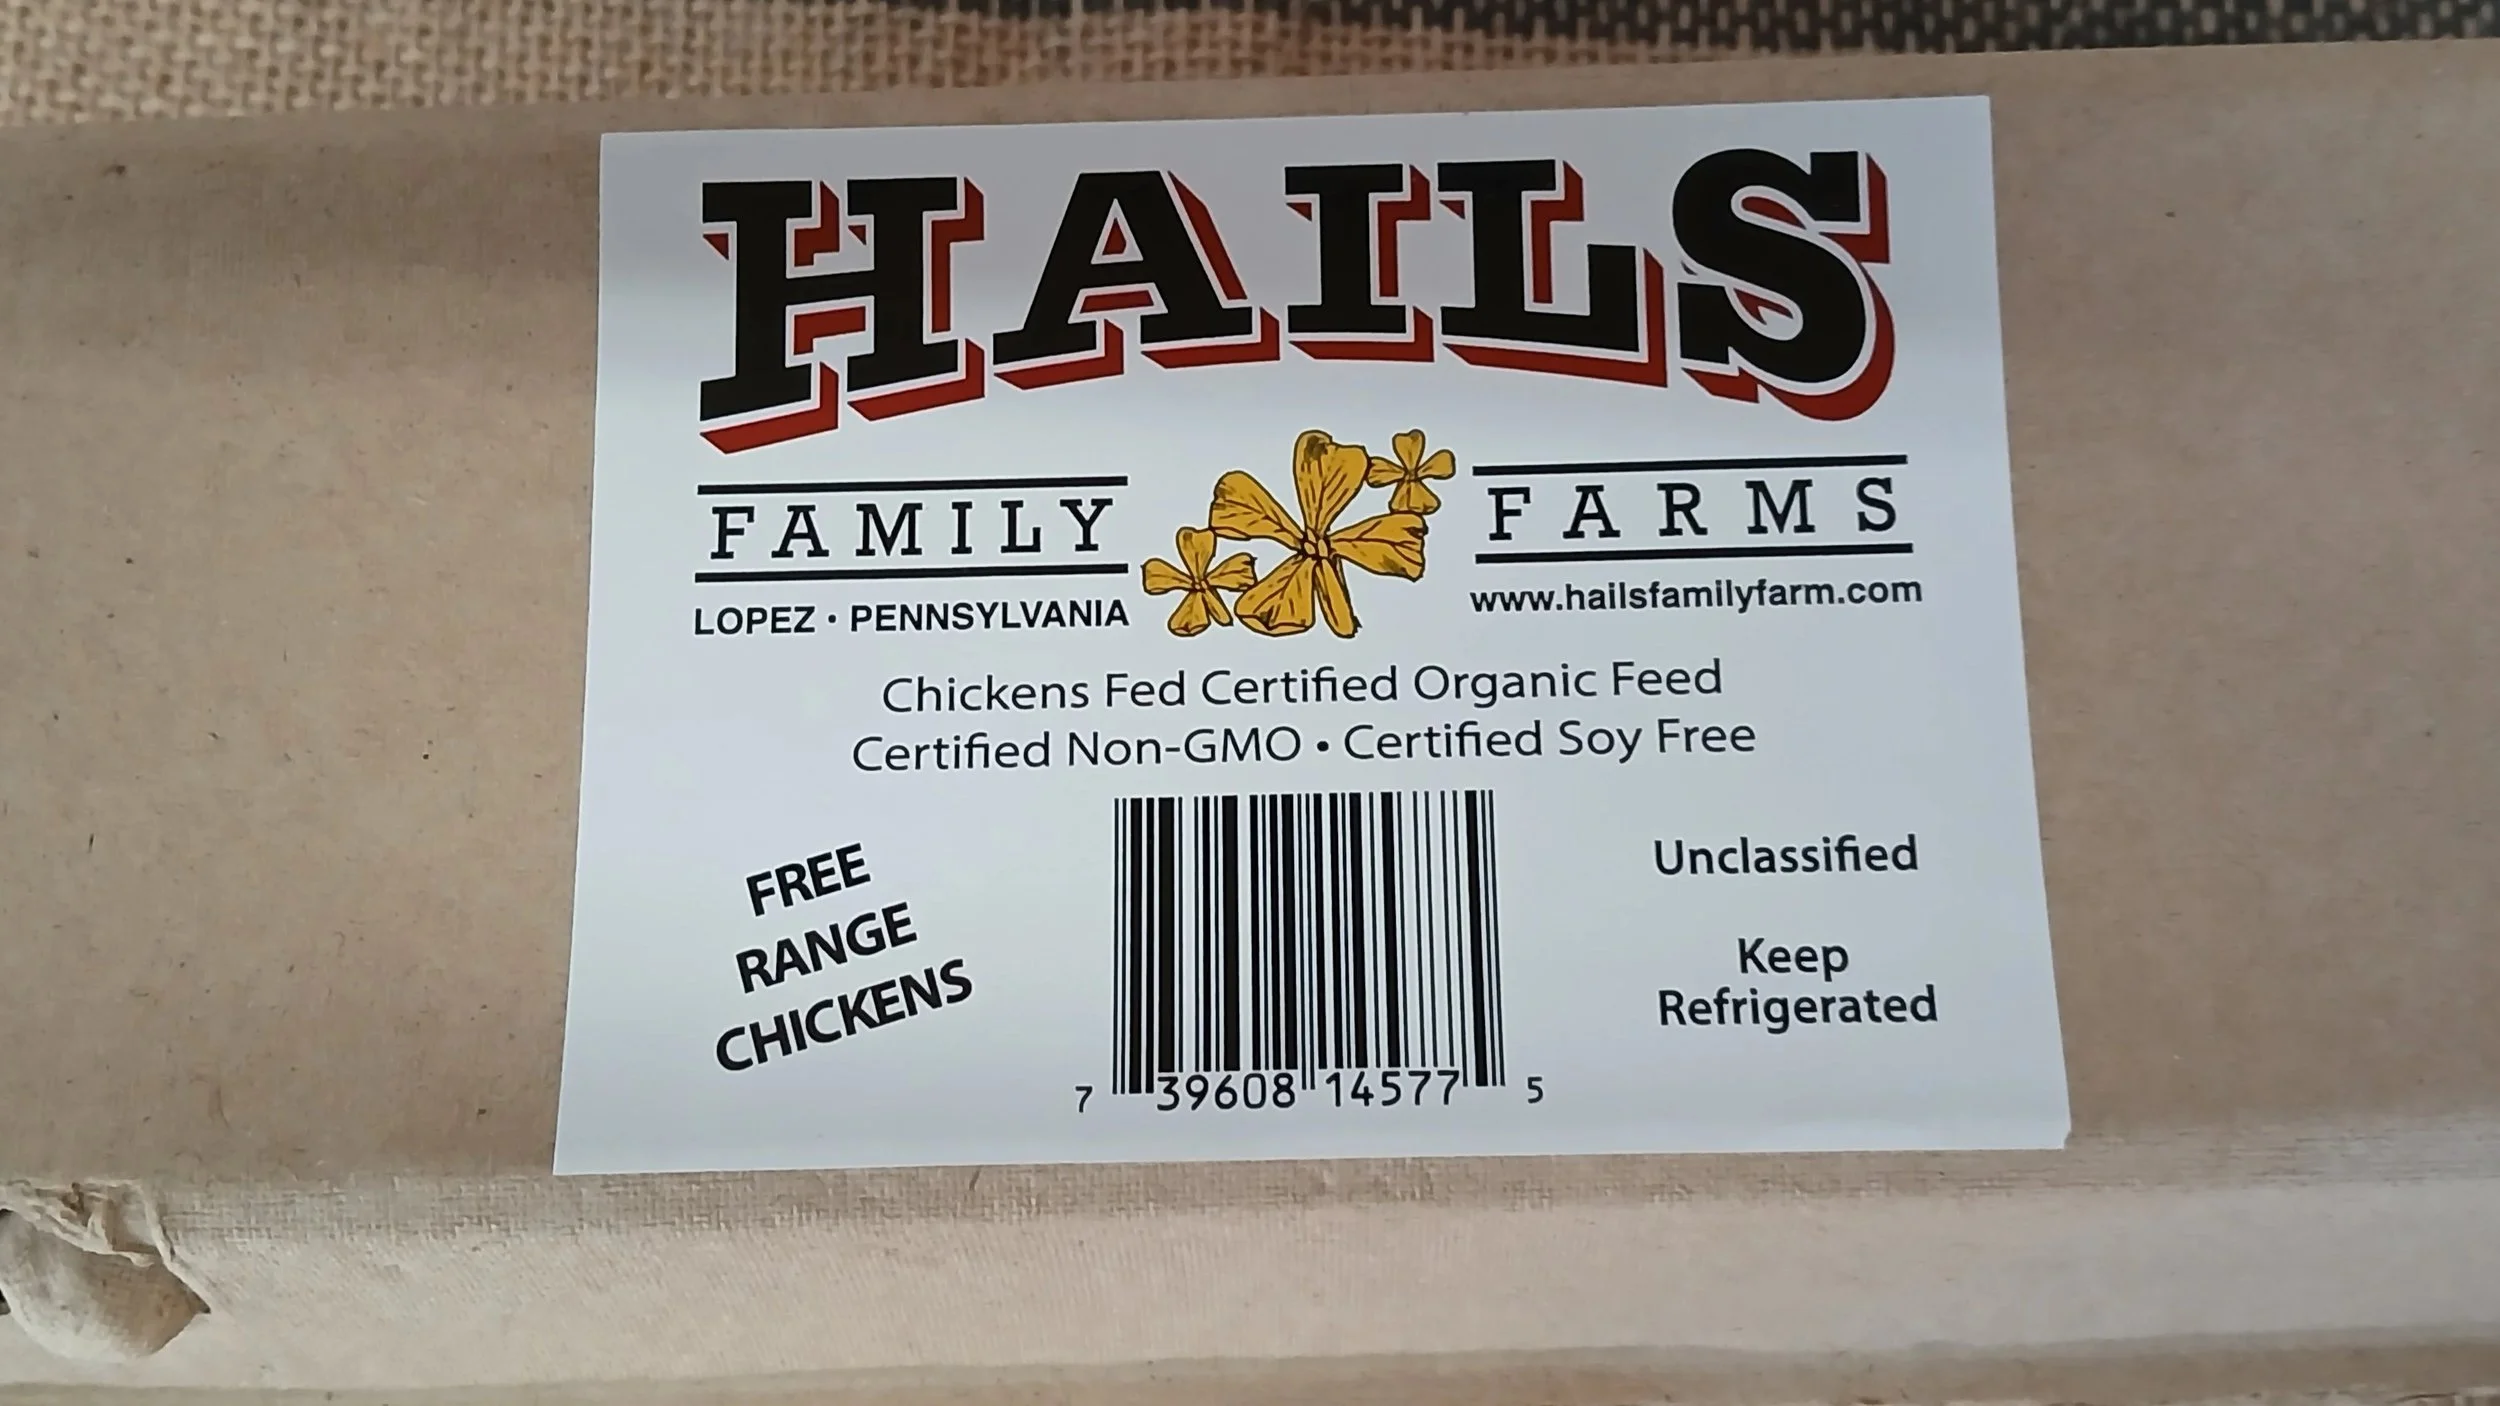 HAILS
FAMILY FARMS
LOPEZ • PENNSYLVANIA
www.hailsfamilyfarm.com
Chickens Fed Certified Organic Feed
Certified Non-GMO • Certified Soy Free
FREE
RANGE
CHICKENS
7 39608 14577 5
Unclassified
Keep
Refrigerated